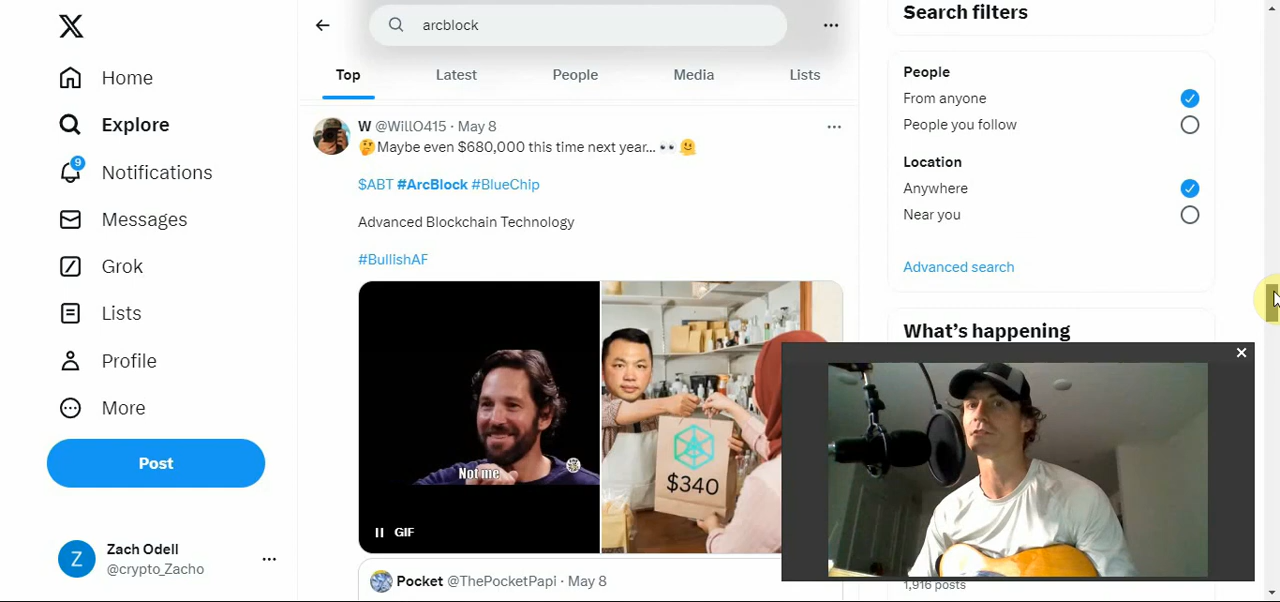 Home
Explore
9
Notifications
Messages
Grok
Lists
Profile
More
Post
Z
Zach Odell
@crypto_Zacho
arcblock
Top
Latest
People
Media
Lists
W @WillO415 · May 8
🤔Maybe even $680,000 this time next year... 👀 🫠
$ABT #ArcBlock #BlueChip
Advanced Blockchain Technology
#BullishAF
Not me
GIF
$340
Pocket @ThePocketPapi · May 8
Search filters
People
From anyone
People you follow
Location
Anywhere
Near you
Advanced search
What's happening
1,916 posts